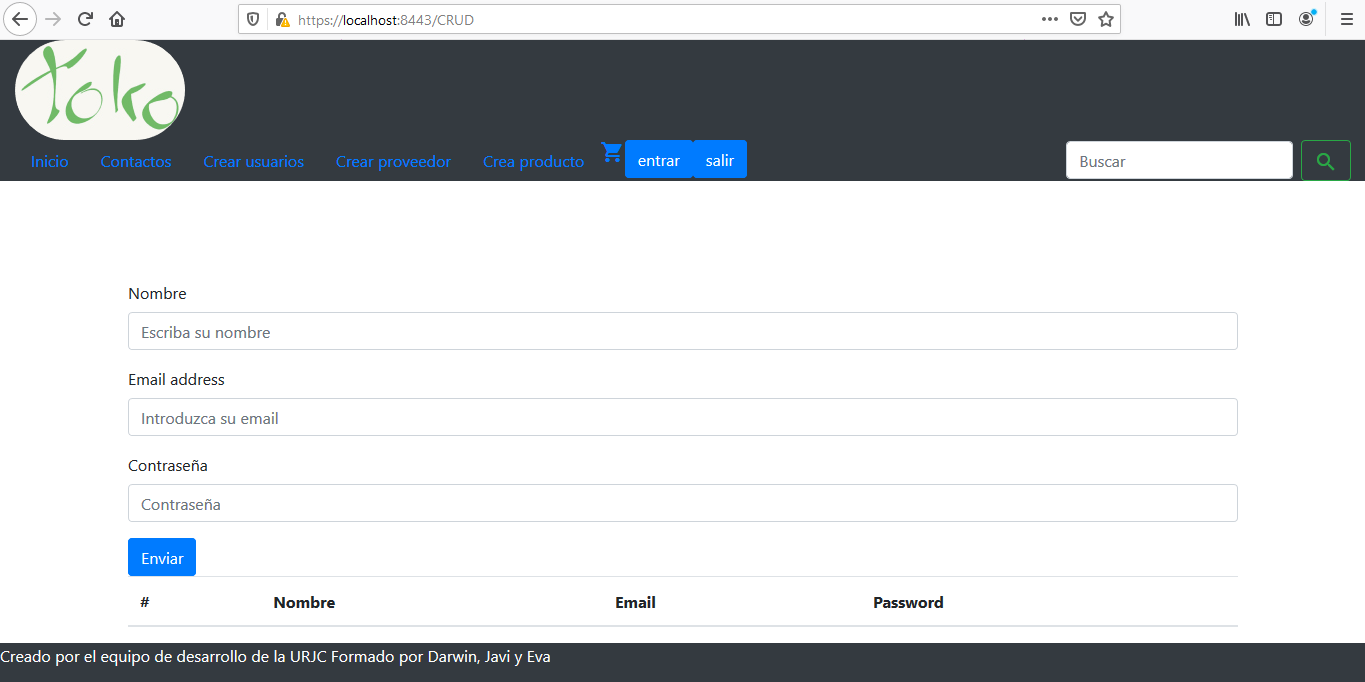 https://localhost:8443/CRUD
toko
Inicio Contactos Crear usuarios Crear proveedor Crea producto entrar salir Buscar
Nombre
Escriba su nombre
Email address
Introduzca su email
Contraseña
Contraseña
Enviar
# Nombre Email Password
Creado por el equipo de desarrollo de la URJC Formado por Darwin, Javi y Eva